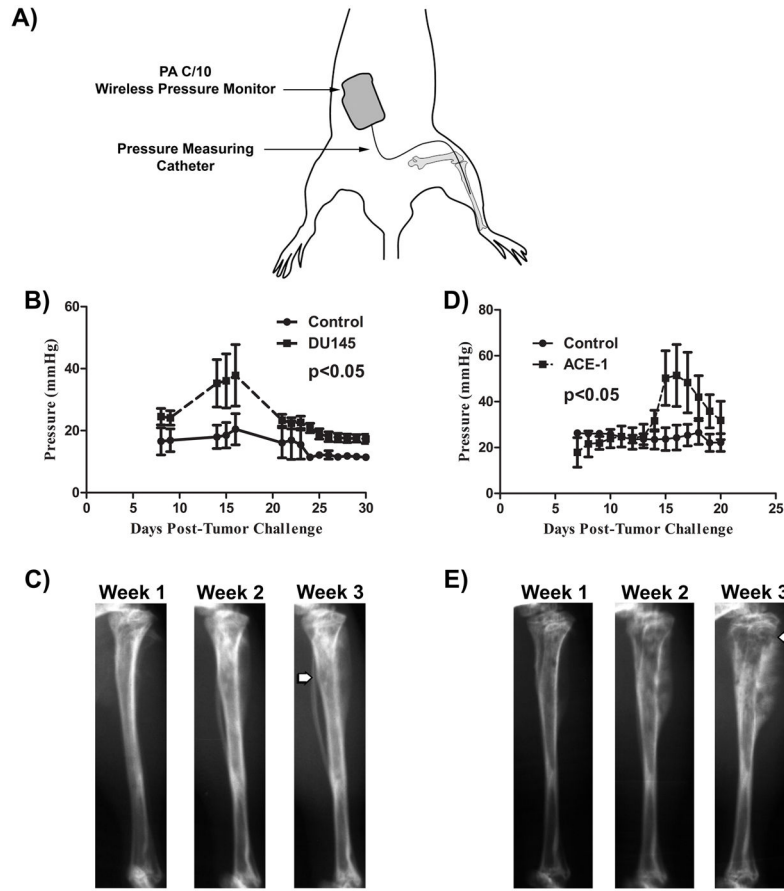 A)
PA C/10
Wireless Pressure Monitor
Pressure Measuring
Catheter
B)
60
40
20
0
Pressure (mmHg)
Control
DU145
p<0.05
0 5 10 15 20 25 30
Days Post-Tumor Challenge
D)
80
60
40
20
0
Pressure (mmHg)
Control
ACE-1
p<0.05
0 5 10 15 20 25
Days Post-Tumor Challenge
C)
Week 1 Week 2 Week 3
E)
Week 1 Week 2 Week 3